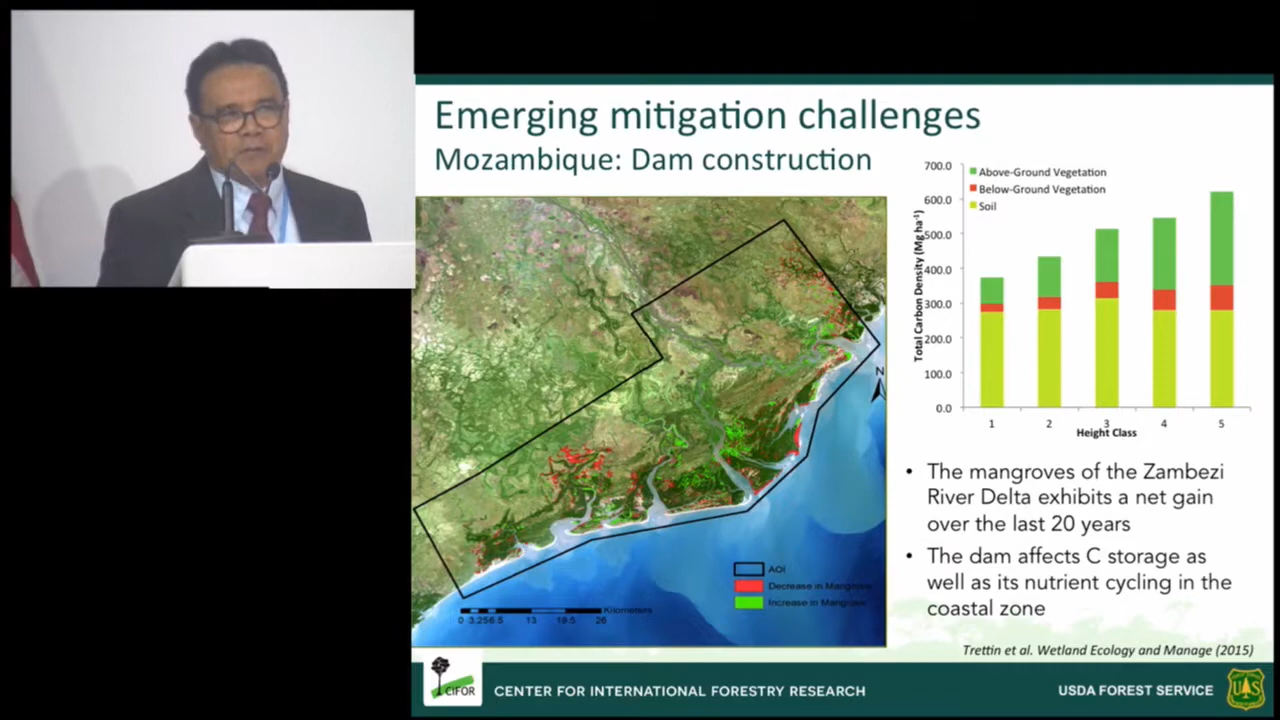 Emerging mitigation challenges
Mozambique: Dam construction
700.0
600.0
500.0
400.0
300.0
200.0
100.0
0.0
Total Carbon Density (Mg ha-1)
Above-Ground Vegetation
Below-Ground Vegetation
Soil
1 2 3 4 5
Height Class
N
AOI
Decrease in Mangrove
Increase in Mangrove
Kilometers
0 3.25 6.5 13 19.5 26
• The mangroves of the Zambezi
River Delta exhibits a net gain
over the last 20 years
• The dam affects C storage as
well as its nutrient cycling in the
coastal zone
Trettin et al. Wetland Ecology and Manage (2015)
CIFOR
CENTER FOR INTERNATIONAL FORESTRY RESEARCH
USDA FOREST SERVICE
UAS